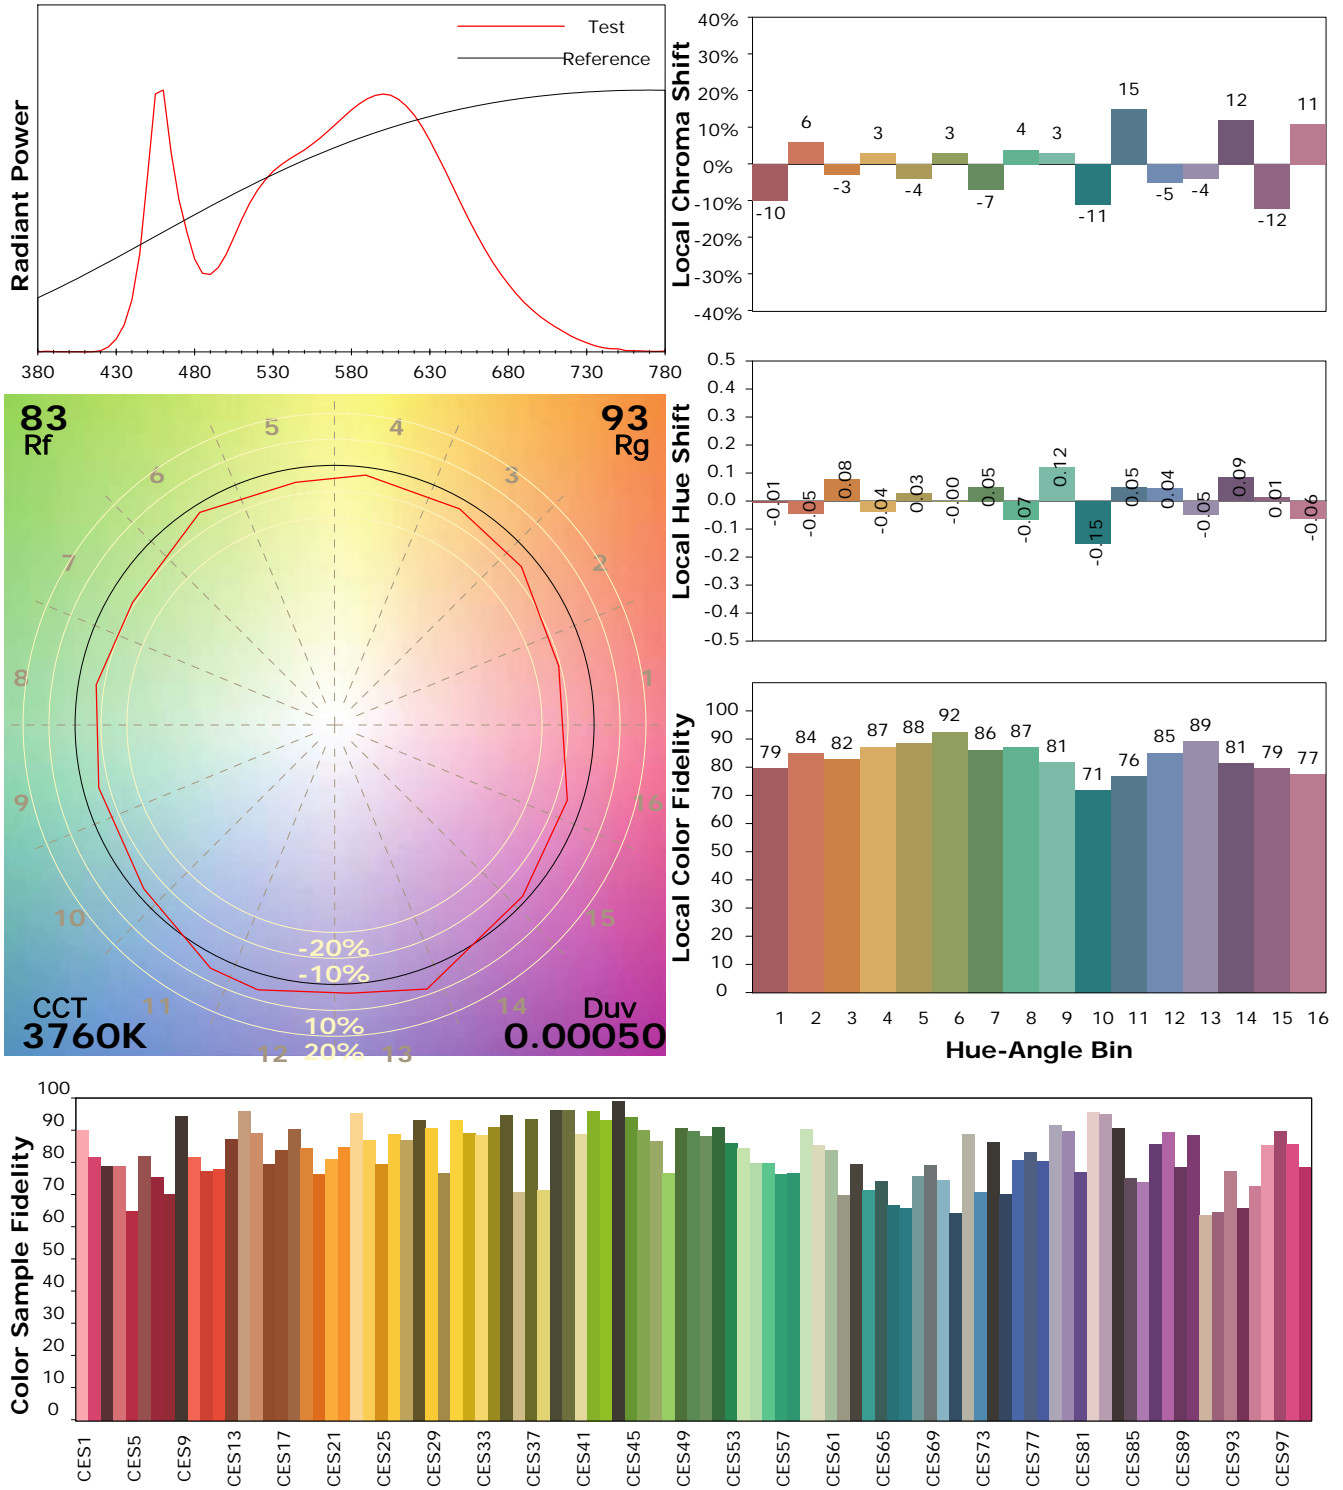 Test
Reference
Radiant Power
380 430 480 530 580 630 680 730 780
Local Chroma Shift
40%
30%
20%
10%
0%
-10%
-20%
-30%
-40%
-10 6 -3 3 -4 3 -7 4 3 -11 15 -5 -4 12 -12 11
83
Rf
93
Rg
CCT
3760K
Duv
0.00050
1 2 3 4 5 6 7 8 9 10 11 12 13 14 15 16
-20%
-10%
10%
20%
Local Hue Shift
0.5
0.4
0.3
0.2
0.1
0.0
-0.1
-0.2
-0.3
-0.4
-0.5
-0.01 -0.05 0.08 -0.04 0.03 -0.00 0.05 -0.07 0.12 -0.15 0.05 0.04 -0.05 0.09 0.01 -0.06
Local Color Fidelity
100
90
80
70
60
50
40
30
20
10
0
79 84 82 87 88 92 86 87 81 71 76 85 89 81 79 77
1 2 3 4 5 6 7 8 9 10 11 12 13 14 15 16
Hue-Angle Bin
Color Sample Fidelity
100
90
80
70
60
50
40
30
20
10
0
CES1 CES5 CES9 CES13 CES17 CES21 CES25 CES29 CES33 CES37 CES41 CES45 CES49 CES53 CES57 CES61 CES65 CES69 CES73 CES77 CES81 CES85 CES89 CES93 CES97